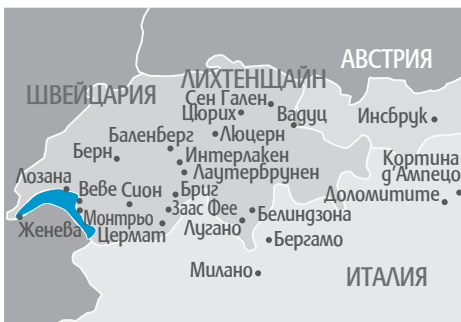 АВСТРИЯ
ЛИХТЕНЩАЙН
ШВЕЙЦАРИЯ
Сен Гален
Цюрих
Вадуц
Инсбрук
Баленберг
Люцерн
Берн
Интерлакен
Лаутербрунен
Кортина
д'Ампецо
Лозана
Веве
Сион
Бриг
Доломитите
Монтрьо
Заас Фее
Белиндзона
Женева
Цермат
Лугано
Бергамо
Милано
ИТАЛИЯ